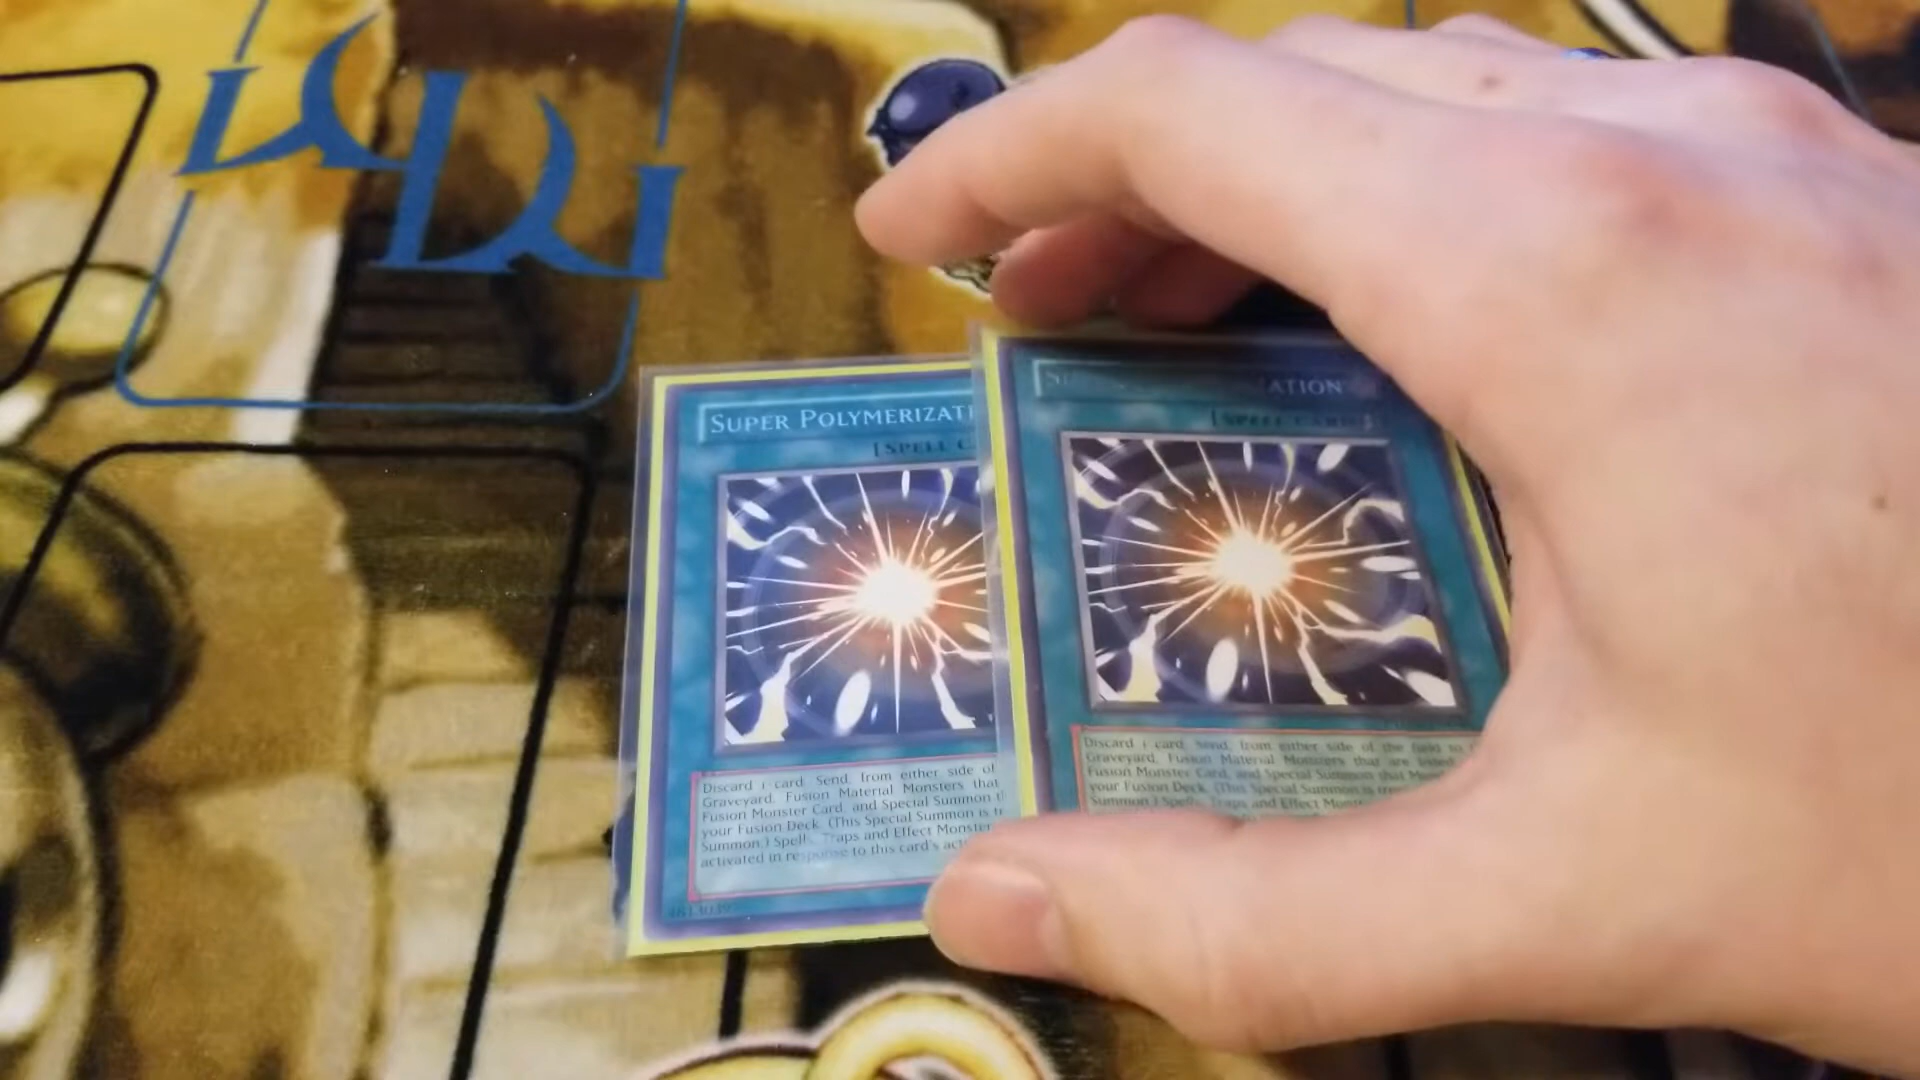 SUPER POLYMERIZATI
[SPELL C
Discard 1 card. Send, from either side of
Graveyard, Fusion Material Monsters that
Fusion Monster Card, and Special Summon t
your Fusion Deck. (This Special Summon is tr
Summon.) Spells, Traps and Effect Monster
activated in response to this card's act
ATION
[SPELL CARD
Discard 1 card. Send, from either side of the field to
Graveyard, Fusion Material Monsters that are listed
Fusion Monster Card, and Special Summon that Mon
your Fusion Deck. (This Special Summon is trea
Summon.) Spells, Traps and Effect Monst